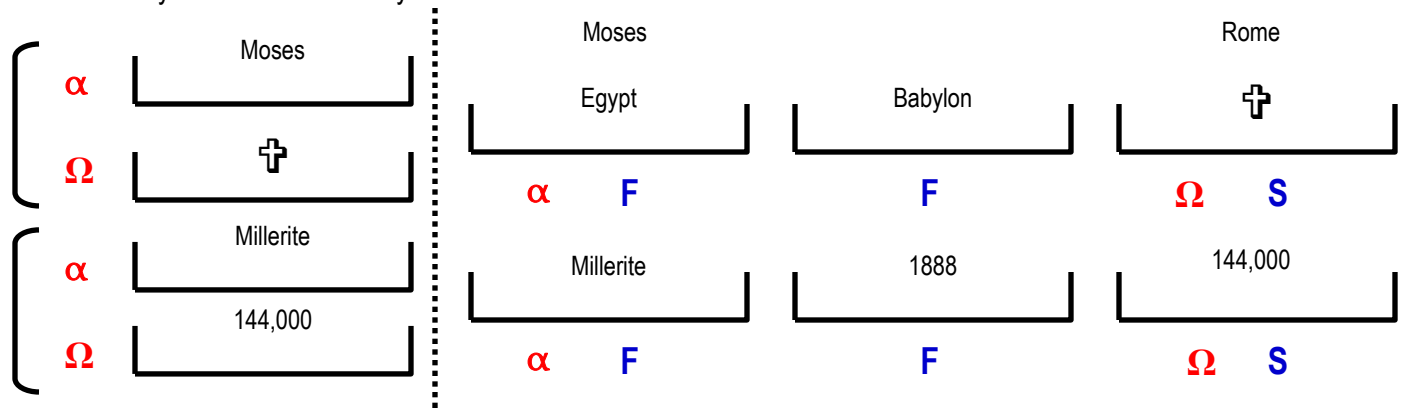 Moses
α
✞
Ω
Millerite
α
144,000
Ω
Moses
Rome
Egypt
Babylon
✞
α F
F
Ω S
Millerite
1888
144,000
α F
F
Ω S